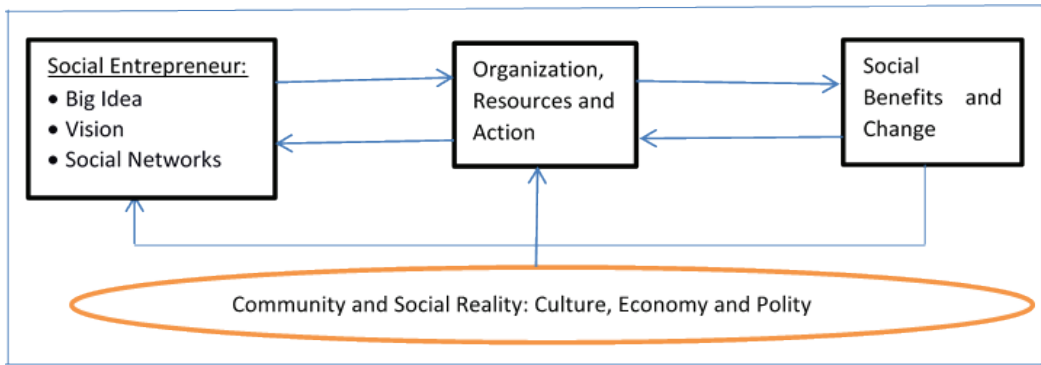 Social Entrepreneur:
• Big Idea
• Vision
• Social Networks
Organization,
Resources and
Action
Social
Benefits and
Change
Community and Social Reality: Culture, Economy and Polity